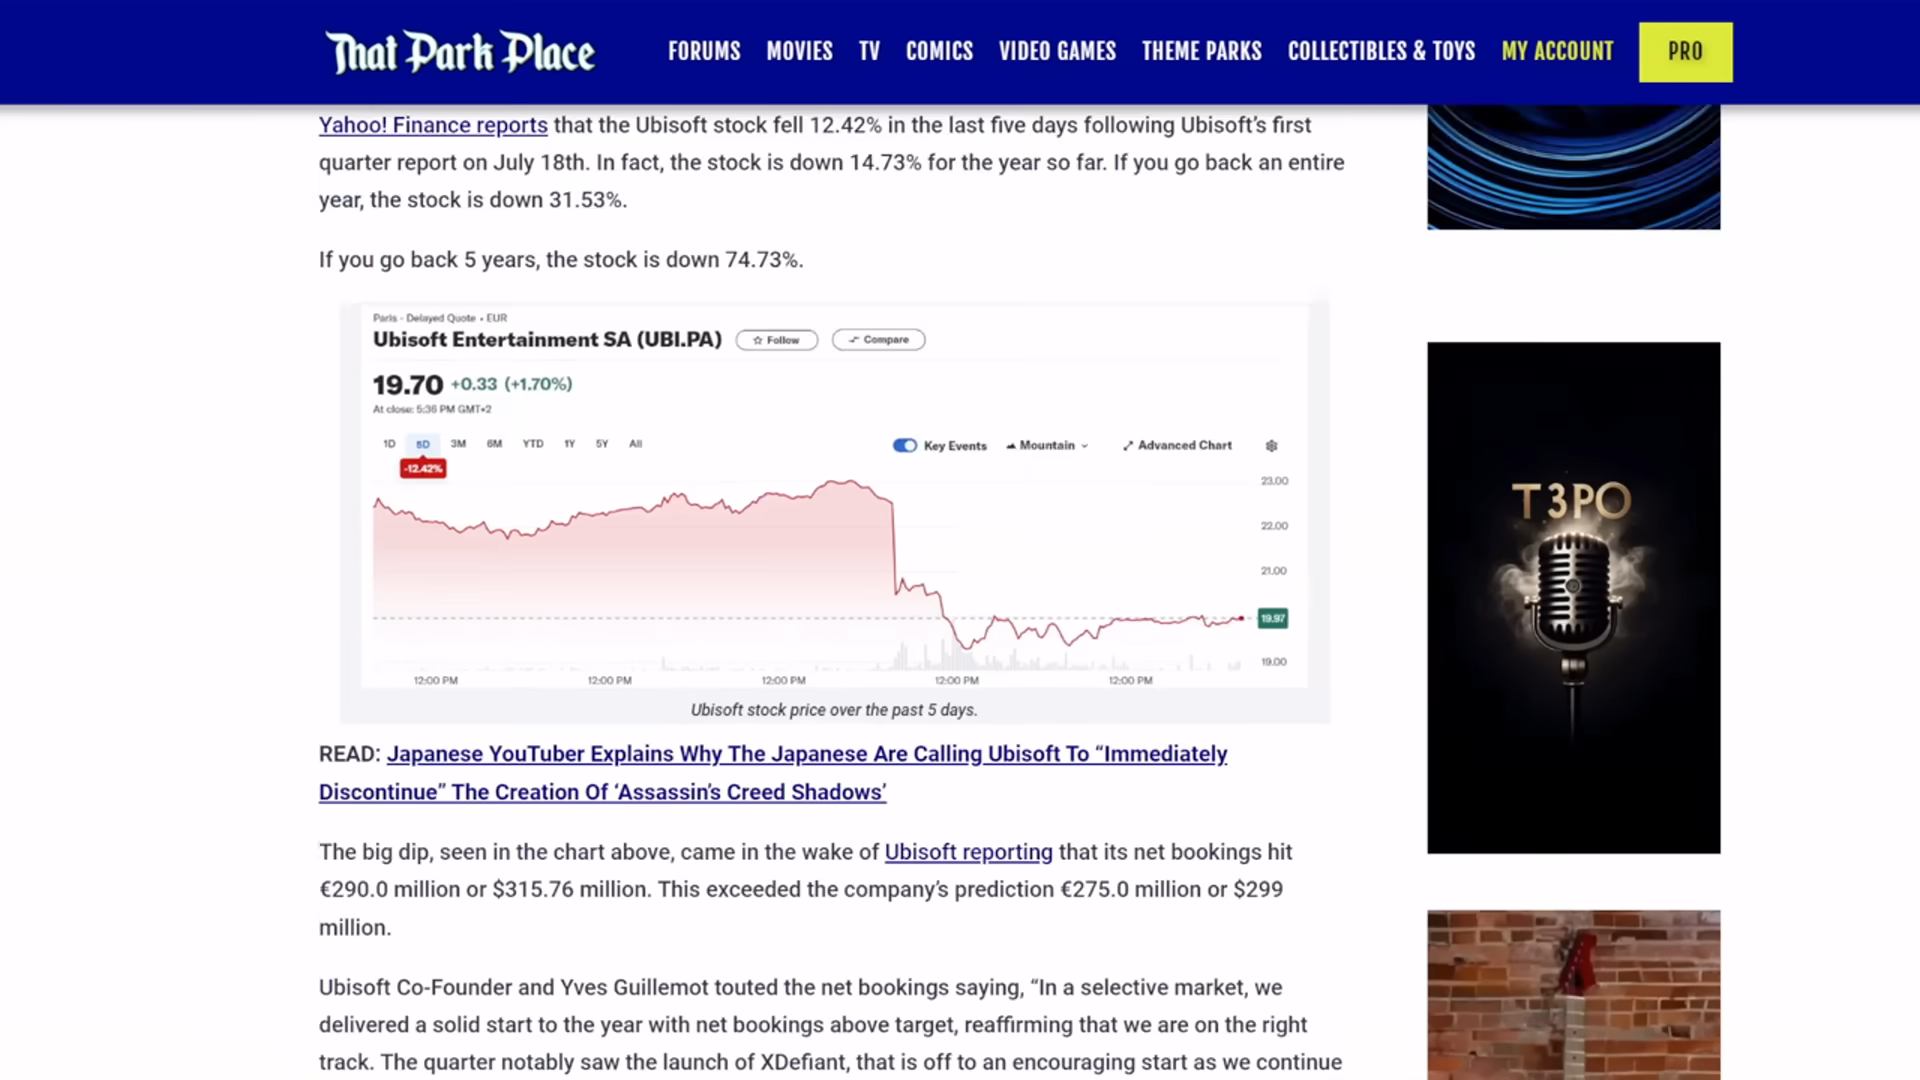 That Park Place
FORUMS MOVIES TV COMICS VIDEO GAMES THEME PARKS COLLECTIBLES & TOYS MY ACCOUNT PRO
Yahoo! Finance reports that the Ubisoft stock fell 12.42% in the last five days following Ubisoft’s first
quarter report on July 18th. In fact, the stock is down 14.73% for the year so far. If you go back an entire
year, the stock is down 31.53%.
If you go back 5 years, the stock is down 74.73%.
Paris - Delayed Quote • EUR
Ubisoft Entertainment SA (UBI.PA) Follow Compare
19.70 +0.33 (+1.70%)
At close: 5:36 PM GMT+2
1D 5D 3M 6M YTD 1Y 5Y All Key Events Mountain Advanced Chart
-12.42%
23.00
22.00
21.00
19.97
19.00
12:00 PM 12:00 PM 12:00 PM 12:00 PM 12:00 PM
Ubisoft stock price over the past 5 days.
T3PO
READ: Japanese YouTuber Explains Why The Japanese Are Calling Ubisoft To “Immediately
Discontinue” The Creation Of ‘Assassin’s Creed Shadows’
The big dip, seen in the chart above, came in the wake of Ubisoft reporting that its net bookings hit
€290.0 million or $315.76 million. This exceeded the company’s prediction €275.0 million or $299
million.
Ubisoft Co-Founder and Yves Guillemot touted the net bookings saying, “In a selective market, we
delivered a solid start to the year with net bookings above target, reaffirming that we are on the right
track. The quarter notably saw the launch of XDefiant, that is off to an encouraging start as we continue